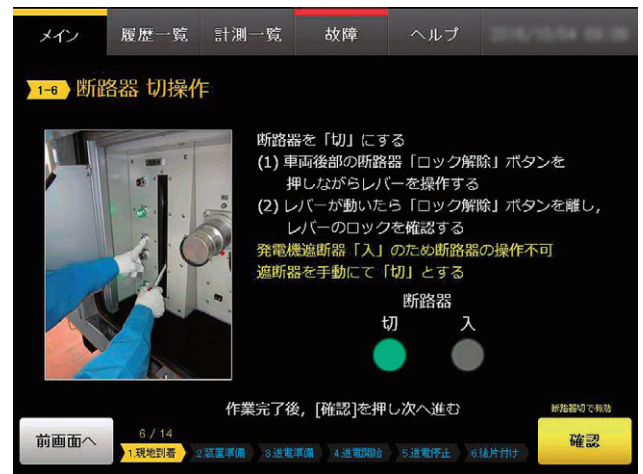 メイン
履歴一覧
計測一覧
故障
ヘルプ
1-6 断路器 切操作
断路器を「切」にする
(1) 車両後部の断路器「ロック解除」ボタンを
押しながらレバーを操作する
(2) レバーが動いたら「ロック解除」ボタンを離し,
レバーのロックを確認する
発電機遮断器「入」のため断路器の操作不可
遮断器を手動にて「切」とする
断路器
切 入
作業完了後, [確認]を押し次へ進む
断路器切で有効
前画面へ
6 / 14
1.現地到着
2.装置準備
3.送電準備
4.送電開始
5.送電停止
6.後片付け
確認